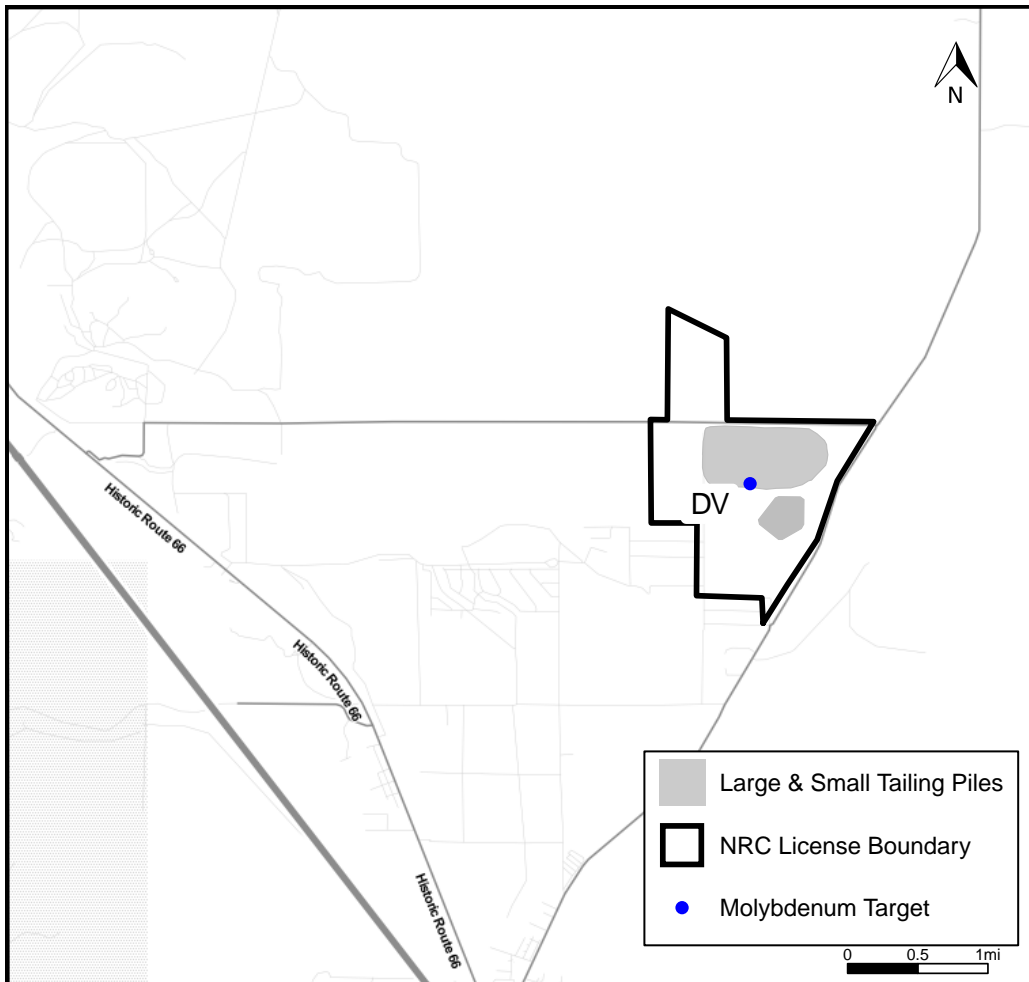 N
DV
Historic Route 66
Historic Route 66
Historic Route 66
Large & Small Tailing Piles
NRC License Boundary
Molybdenum Target
0 0.5 1mi